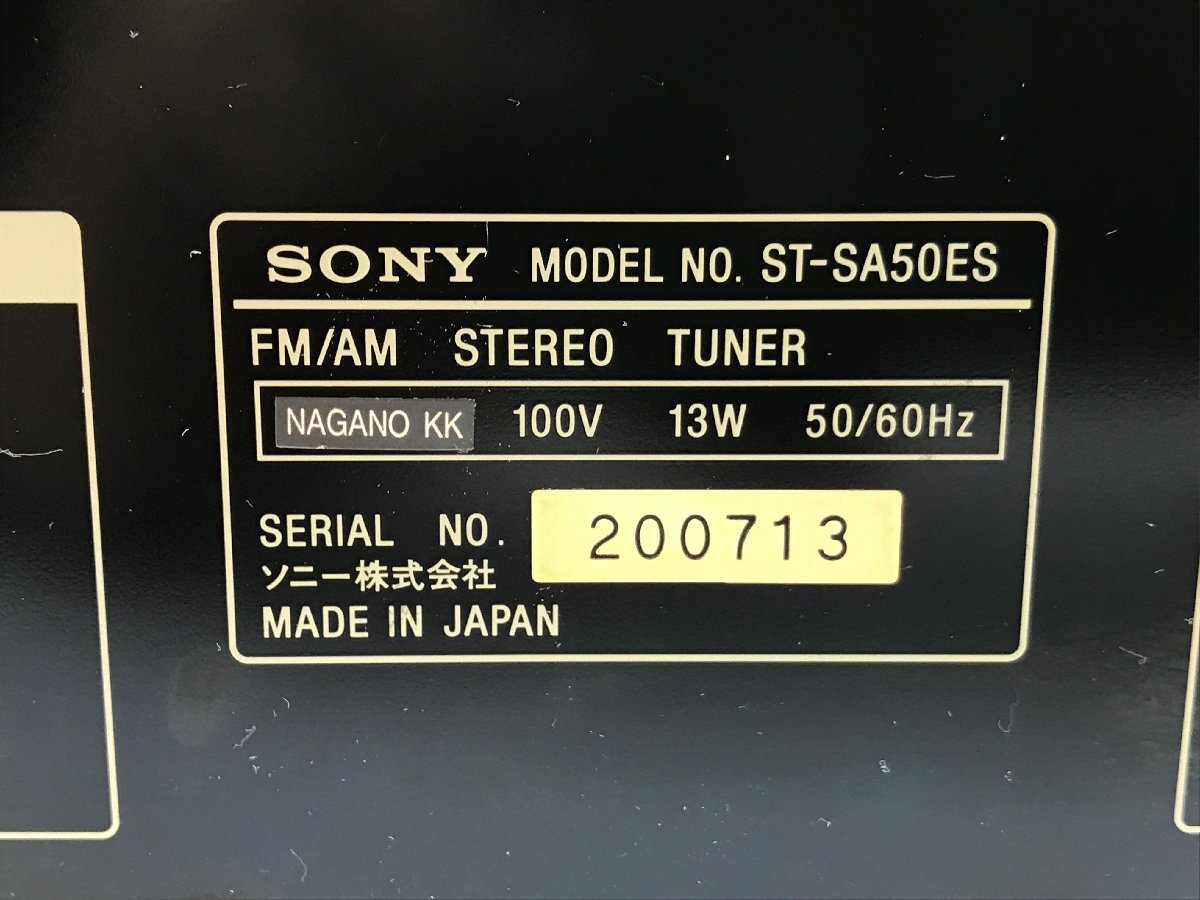 SONY MODEL NO. ST-SA50ES
FM/AM STEREO TUNER
NAGANO KK 100V 13W 50/60Hz
SERIAL NO. 200713
ソニー株式会社
MADE IN JAPAN